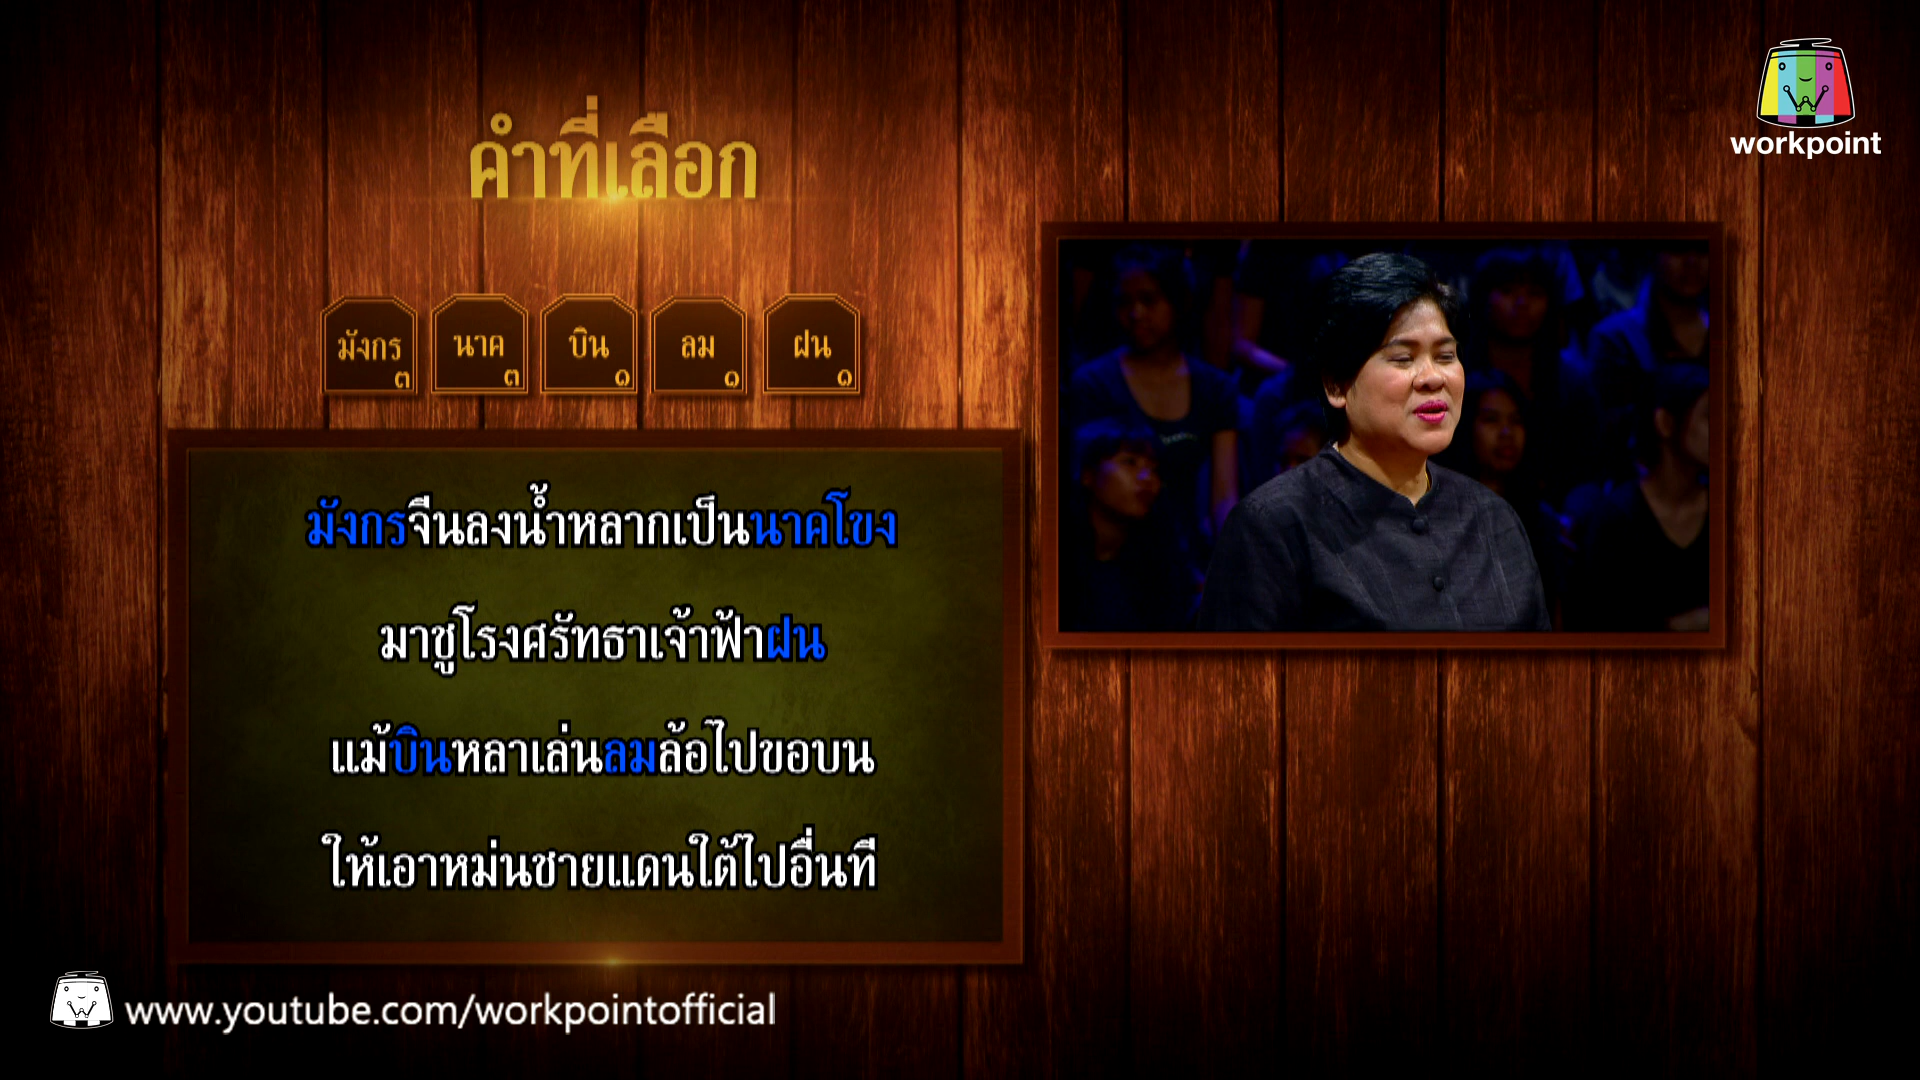 คำที่เลือก
workpoint
มังกร ๓
นาค ๓
บิน ๑
ลม ๑
ฝน ๑
มังกรจีนลงน้ำหลากเป็นนาคโขง
มาชูโรงศรัทธาเจ้าฟ้าฝน
แม้บินหลาเล่นลมล้อไปขอบน
ให้เอาหม่นชายแดนใต้ไปอื่นที
www.youtube.com/workpointofficial